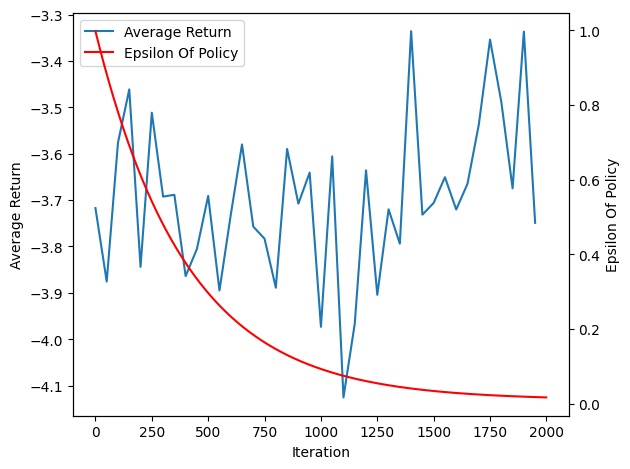 Average Return
Epsilon Of Policy
−3.3
−3.4
−3.5
−3.6
−3.7
−3.8
−3.9
−4.0
−4.1
Average Return
1.0
0.8
0.6
0.4
0.2
0.0
Epsilon Of Policy
0 250 500 750 1000 1250 1500 1750 2000
Iteration